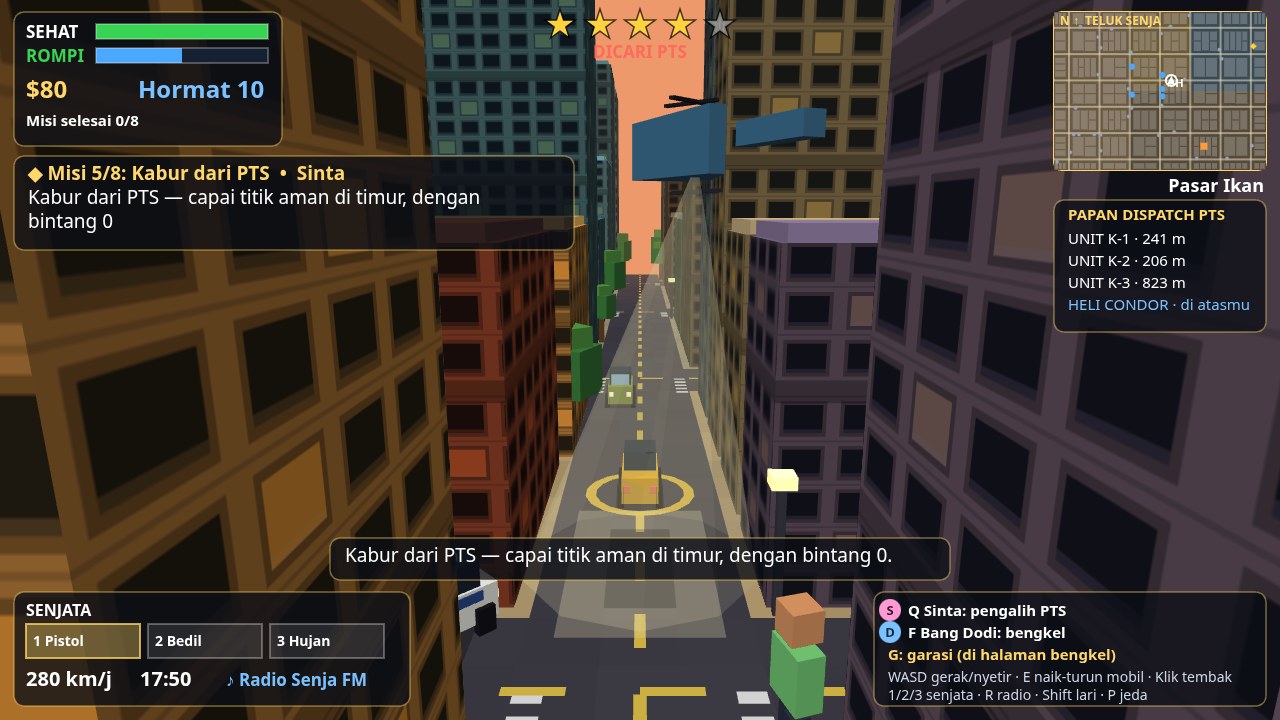 SEHAT
ROMPI
$80 Hormat 10
Misi selesai 0/8
◆ Misi 5/8: Kabur dari PTS • Sinta
Kabur dari PTS — capai titik aman di timur, dengan
bintang 0
DICARI PTS
N ↑ TELUK SENJA
H
Pasar Ikan
PAPAN DISPATCH PTS
UNIT K-1 · 241 m
UNIT K-2 · 206 m
UNIT K-3 · 823 m
HELI CONDOR · di atasmu
Kabur dari PTS — capai titik aman di timur, dengan bintang 0.
SENJATA
1 Pistol 2 Bedil 3 Hujan
280 km/j 17:50 ♪ Radio Senja FM
S Q Sinta: pengalih PTS
D F Bang Dodi: bengkel
G: garasi (di halaman bengkel)
WASD gerak/nyetir · E naik-turun mobil · Klik tembak
1/2/3 senjata · R radio · Shift lari · P jeda